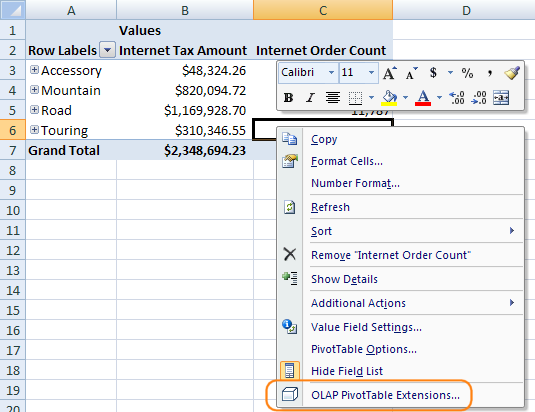 A B C D
1 Values
2 Row Labels Internet Tax Amount Internet Order Count
3 Accessory $48,324.26
Calibri 11 A A $ % ,
4 Mountain $820,094.72
B I A .00 .0
5 Road $1,169,928.70 11,787
6 Touring $310,346.55
7 Grand Total $2,348,694.23
Copy
8 Format Cells...
9 Number Format...
10 Refresh
11 Sort
12 Remove "Internet Order Count"
13 Show Details
14
15 Additional Actions
16 Value Field Settings...
17 PivotTable Options...
18 Hide Field List
19 OLAP PivotTable Extensions...
20